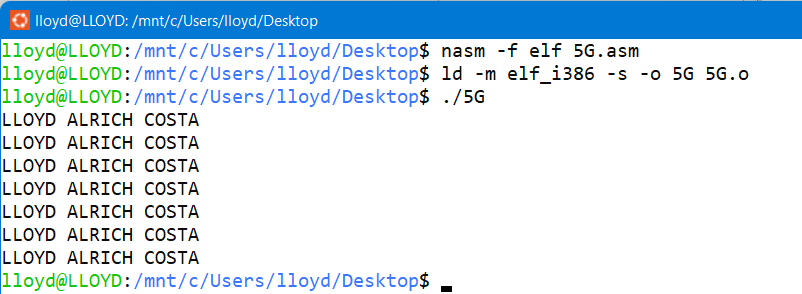 lloyd@LLOYD: /mnt/c/Users/lloyd/Desktop
lloyd@LLOYD:/mnt/c/Users/lloyd/Desktop$ nasm -f elf 5G.asm
lloyd@LLOYD:/mnt/c/Users/lloyd/Desktop$ ld -m elf_i386 -s -o 5G 5G.o
lloyd@LLOYD:/mnt/c/Users/lloyd/Desktop$ ./5G
LLOYD ALRICH COSTA
LLOYD ALRICH COSTA
LLOYD ALRICH COSTA
LLOYD ALRICH COSTA
LLOYD ALRICH COSTA
LLOYD ALRICH COSTA
LLOYD ALRICH COSTA
lloyd@LLOYD:/mnt/c/Users/lloyd/Desktop$